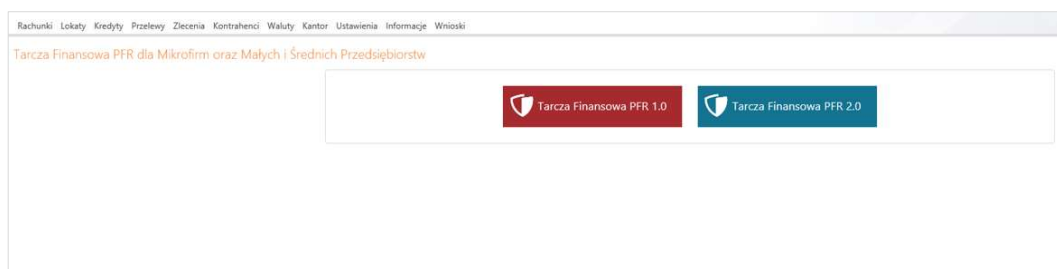 Rachunki Lokaty Kredyty Przelewy Zlecenia Kontrahenci Waluty Kantor Ustawienia Informacje Wnioski
Tarcza Finansowa PFR dla Mikrofirm oraz Małych i Średnich Przedsiębiorstw
Tarcza Finansowa PFR 1.0 Tarcza Finansowa PFR 2.0